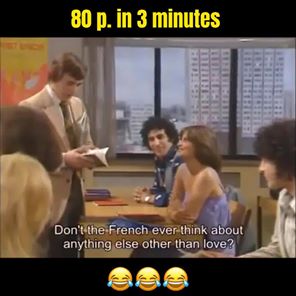 80 p. in 3 minutes
Don't the French ever think about
anything else other than love?